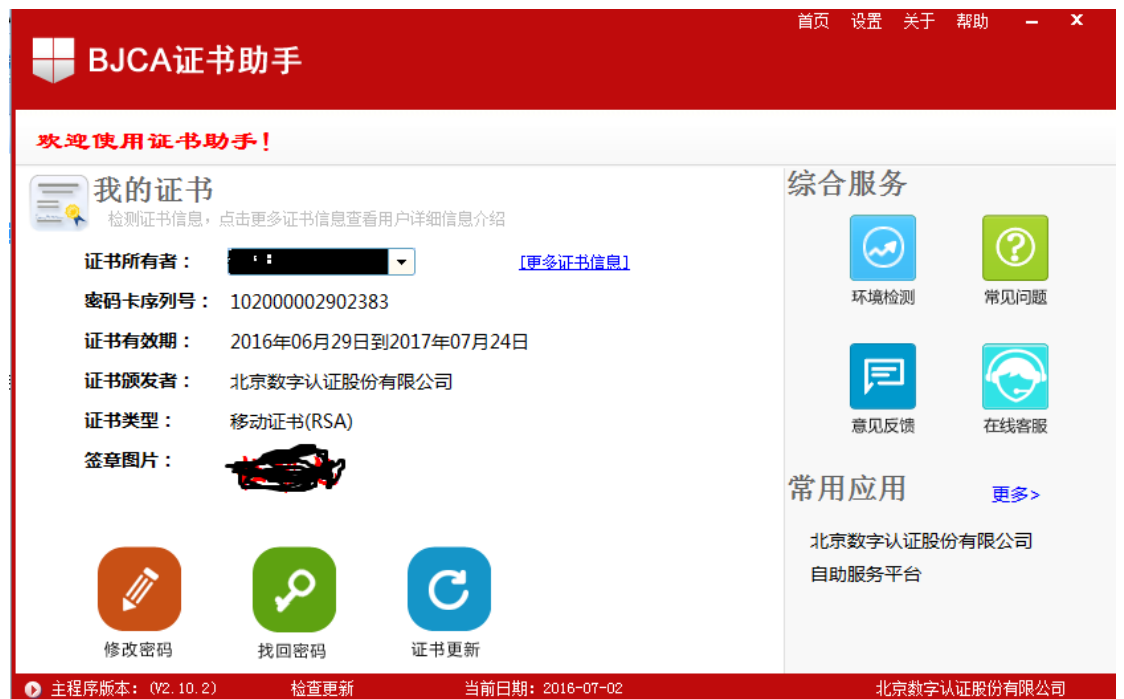 首页 设置 关于 帮助
BJCA证书助手
欢迎使用证书助手！
我的证书
检测证书信息，点击更多证书信息查看用户详细信息介绍
证书所有者：
[更多证书信息]
密码卡序列号： 102000002902383
证书有效期： 2016年06月29日到2017年07月24日
证书颁发者： 北京数字认证股份有限公司
证书类型： 移动证书(RSA)
签章图片：
修改密码
找回密码
证书更新
综合服务
环境检测
常见问题
意见反馈
在线客服
常用应用
更多>
北京数字认证股份有限公司
自助服务平台
主程序版本：(V2.10.2) 检查更新 当前日期：2016-07-02 北京数字认证股份有限公司